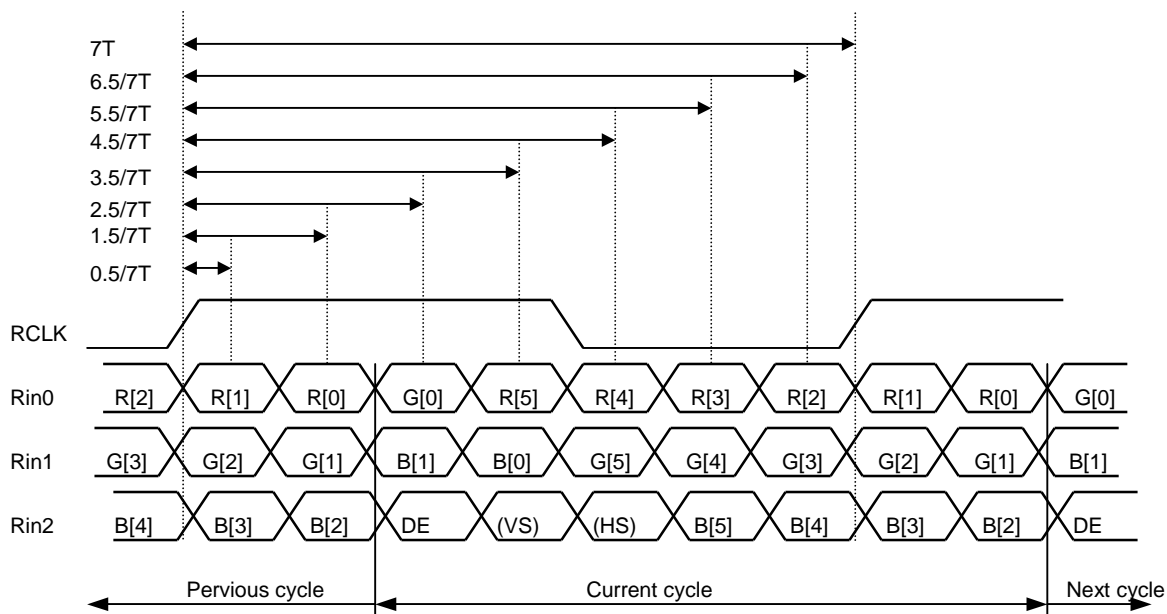 7T
6.5/7T
5.5/7T
4.5/7T
3.5/7T
2.5/7T
1.5/7T
0.5/7T
RCLK
Rin0 R[2] R[1] R[0] G[0] R[5] R[4] R[3] R[2] R[1] R[0] G[0]
Rin1 G[3] G[2] G[1] B[1] B[0] G[5] G[4] G[3] G[2] G[1] B[1]
Rin2 B[4] B[3] B[2] DE (VS) (HS) B[5] B[4] B[3] B[2] DE
Pervious cycle Current cycle Next cycle